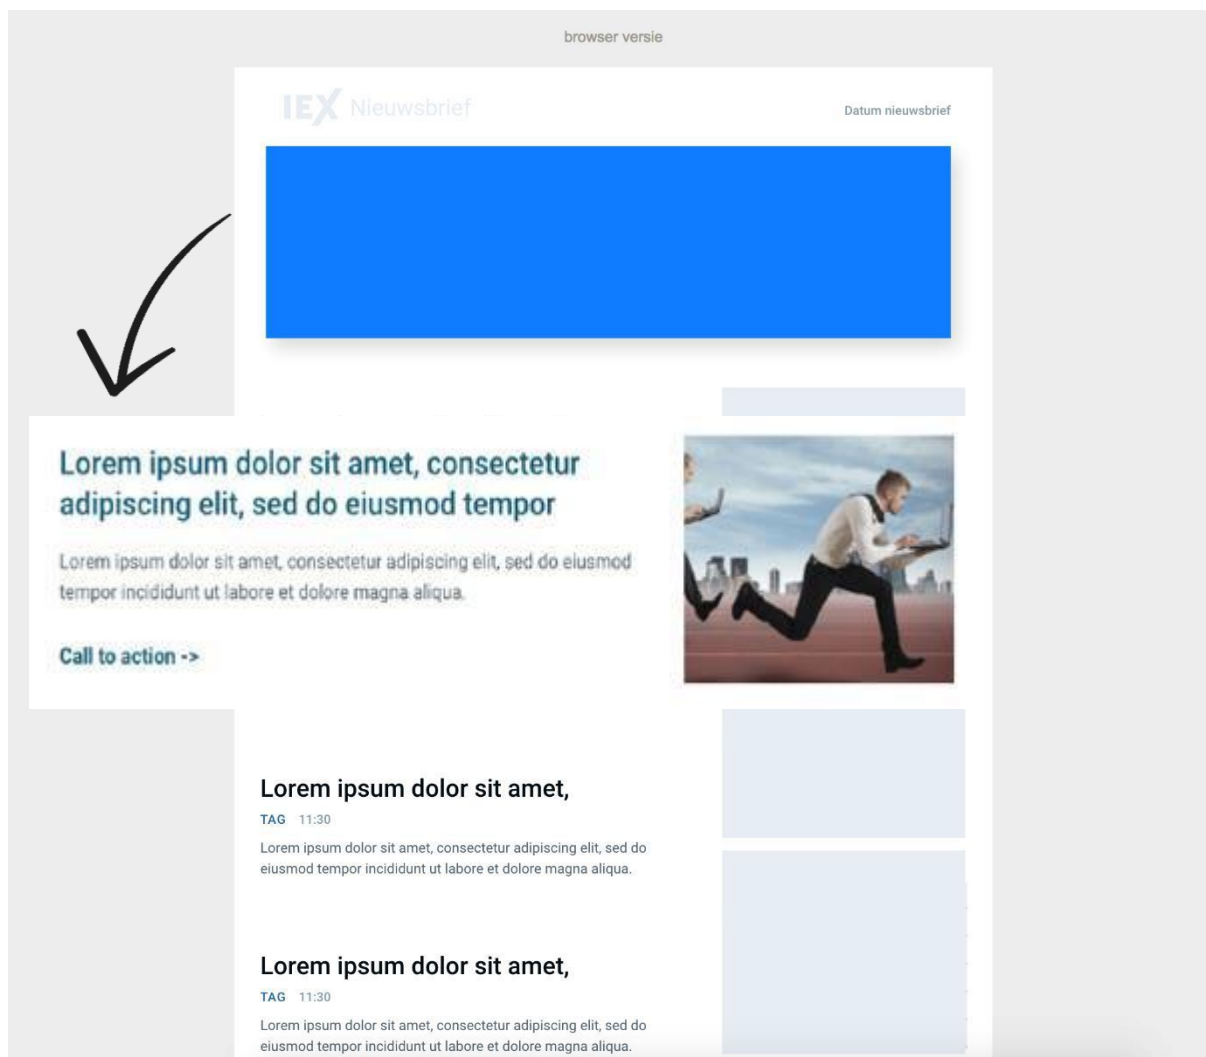 browser versie
IEX Nieuwsbrief
Datum nieuwsbrief
Lorem ipsum dolor sit amet, consectetur
adipiscing elit, sed do eiusmod tempor
Lorem ipsum dolor sit amet, consectetur adipiscing elit, sed do eiusmod
tempor incididunt ut labore et dolore magna aliqua.
Call to action ->
Lorem ipsum dolor sit amet,
TAG 11:30
Lorem ipsum dolor sit amet, consectetur adipiscing elit, sed do
eiusmod tempor incididunt ut labore et dolore magna aliqua.
Lorem ipsum dolor sit amet,
TAG 11:30
Lorem ipsum dolor sit amet, consectetur adipiscing elit, sed do
eiusmod tempor incididunt ut labore et dolore magna aliqua.